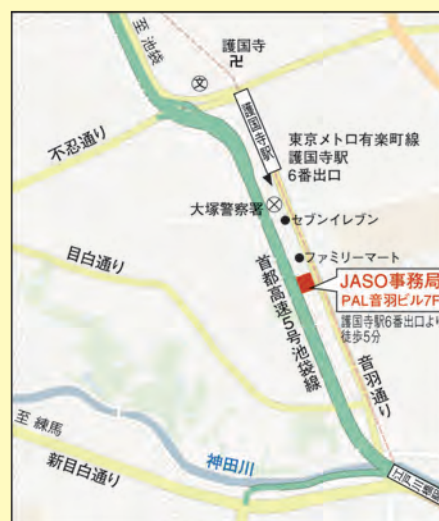 至 池袋
護国寺
卍
文
不忍通り
護国寺駅
東京メトロ有楽町線
護国寺駅
6番出口
大塚警察署
セブンイレブン
目白通り
ファミリーマート
JASO事務局
PAL音羽ビル7F
護国寺駅6番出口より
徒歩5分
首都高速5号池袋線
音羽通り
至 練馬
神田川
新目白通り